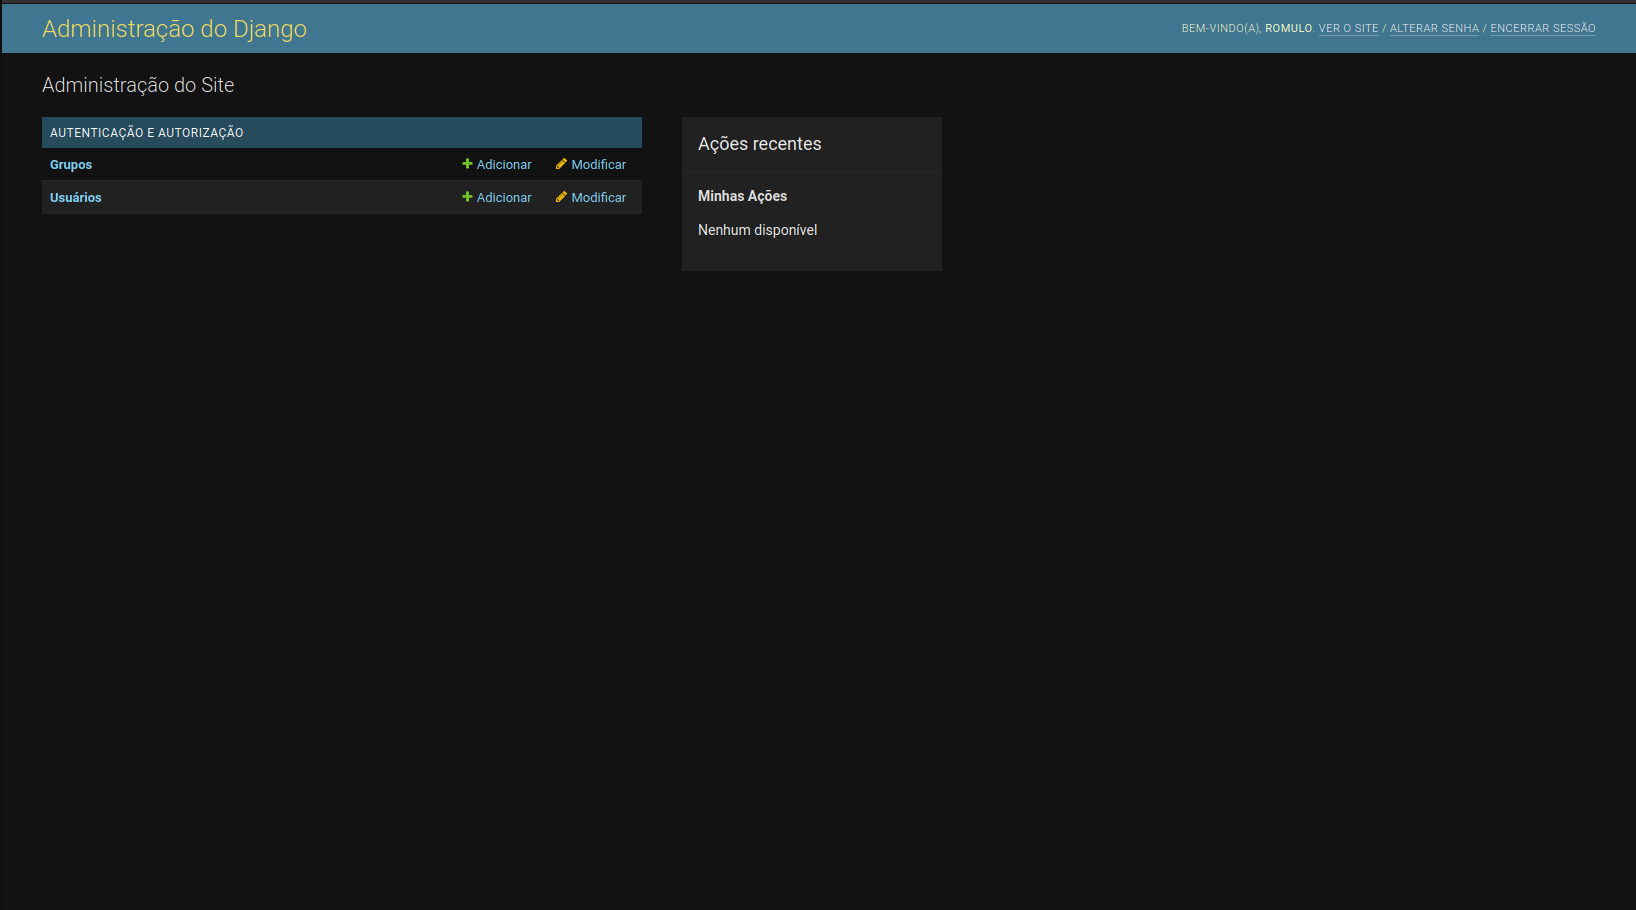 Administração do Django
BEM-VINDO(A), ROMULO. VER O SITE / ALTERAR SENHA / ENCERRAR SESSÃO
Administração do Site
AUTENTICAÇÃO E AUTORIZAÇÃO
Grupos Adicionar Modificar
Usuários Adicionar Modificar
Ações recentes
Minhas Ações
Nenhum disponível